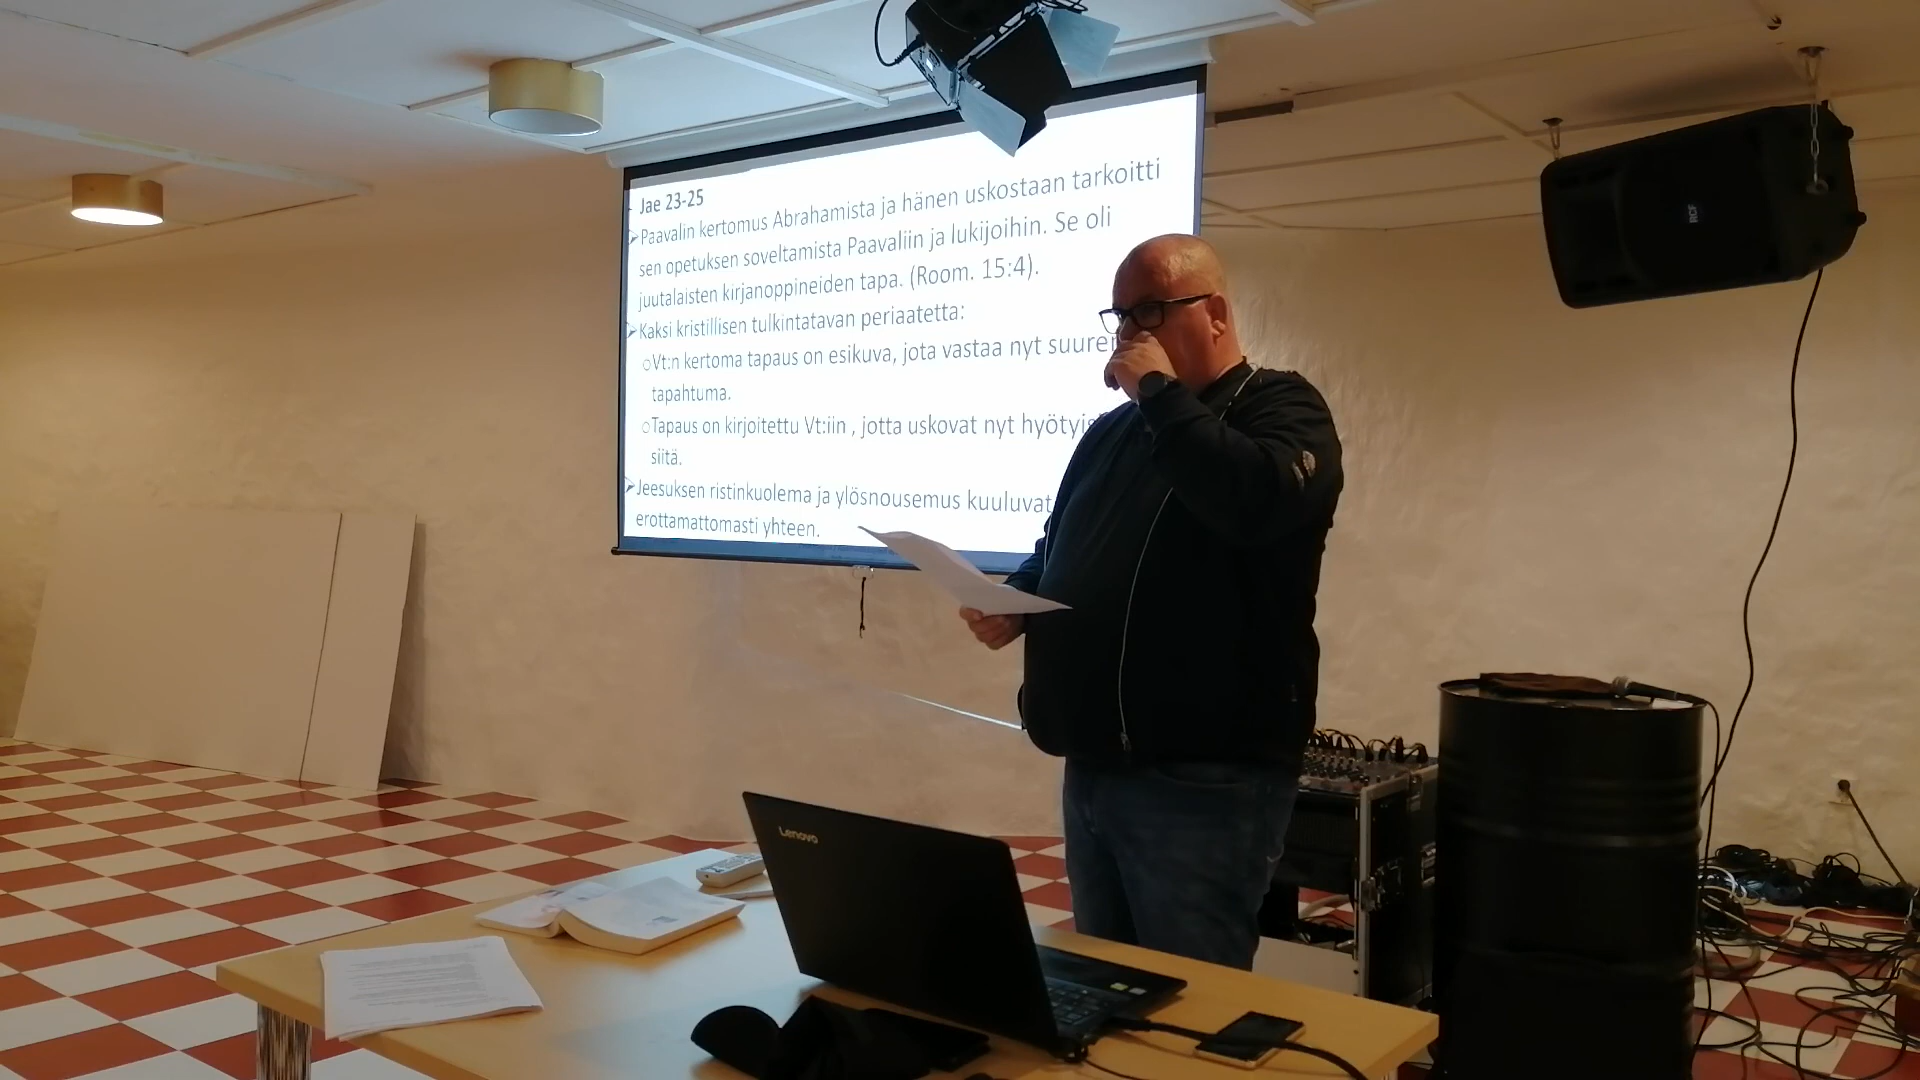 Jae 23-25
Paavalin kertomus Abrahamista ja hänen uskostaan tarkoitti
sen opetuksen soveltamista Paavaliin ja lukijoihin. Se oli
juutalaisten kirjanoppineiden tapa. (Room. 15:4).
Kaksi kristillisen tulkintatavan periaatetta:
Vt:n kertoma tapaus on esikuva, jota vastaa nyt
tapahtuma.
Tapaus on kirjoitettu Vt:iin , jotta uskovat nyt
siitä.
Jeesuksen ristinkuolema ja ylösnousemus kuuluvat
erottamattomasti yhteen.
RCF
Lenovo